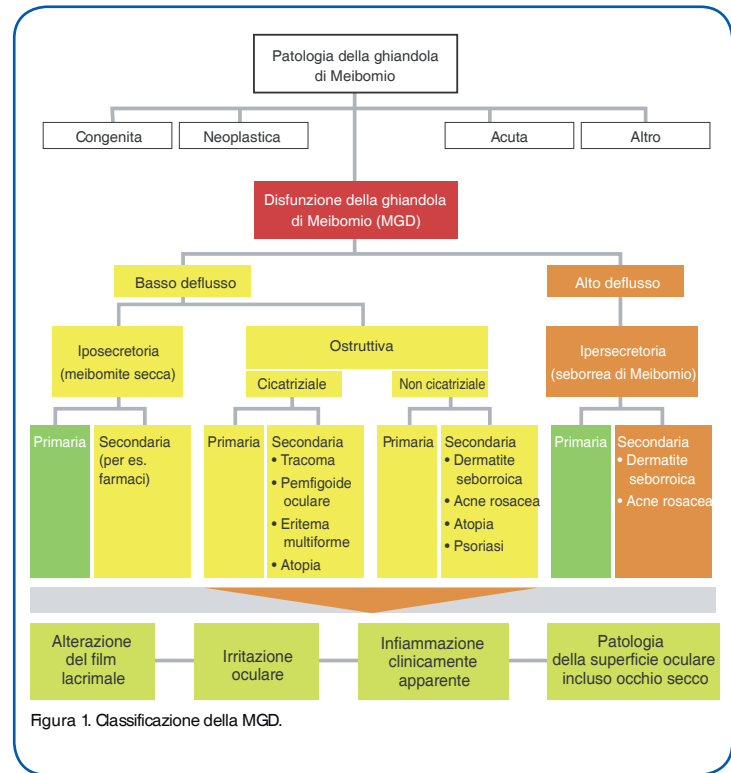 Patologia della ghiandola
di Meibomio
Congenita
Neoplastica
Acuta
Altro
Disfunzione della ghiandola
di Meibomio (MGD)
Basso deflusso
Alto deflusso
Iposecretoria
(meibomite secca)
Ostruttiva
Cicatriziale
Non cicatriziale
Ipersecretoria
(seborrea di Meibomio)
Primaria
Secondaria
(per es.
farmaci)
Primaria
Secondaria
• Tracoma
• Pemfigoide
oculare
• Eritema
multiforme
• Atopia
Primaria
Secondaria
• Dermatite
seborroica
• Acne rosacea
• Atopia
• Psoriasi
Primaria
Secondaria
• Dermatite
seborroica
• Acne rosacea
Alterazione
del film
lacrimale
Irritazione
oculare
Infiammazione
clinicamente
apparente
Patologia
della superficie oculare
incluso occhio secco
Figura 1. Classificazione della MGD.